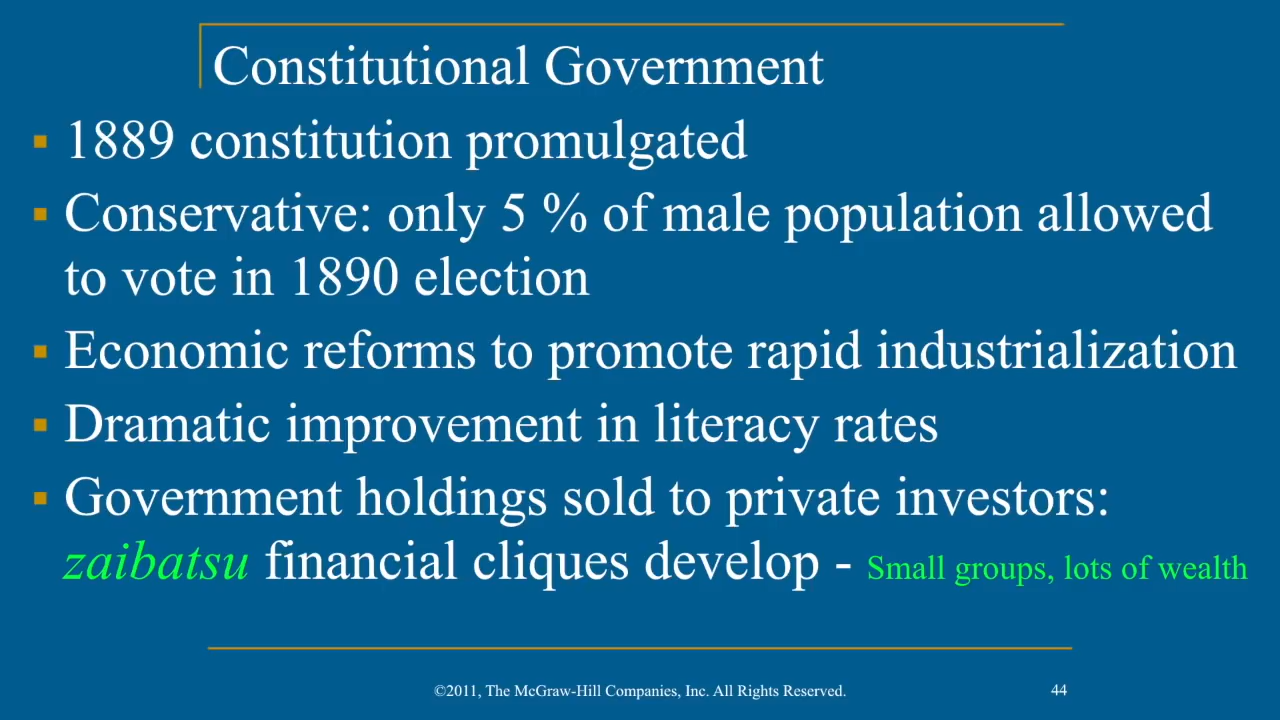 Constitutional Government
▪ 1889 constitution promulgated
▪ Conservative: only 5 % of male population allowed
to vote in 1890 election
▪ Economic reforms to promote rapid industrialization
▪ Dramatic improvement in literacy rates
▪ Government holdings sold to private investors:
zaibatsu financial cliques develop - Small groups, lots of wealth
©2011, The McGraw-Hill Companies, Inc. All Rights Reserved.
44